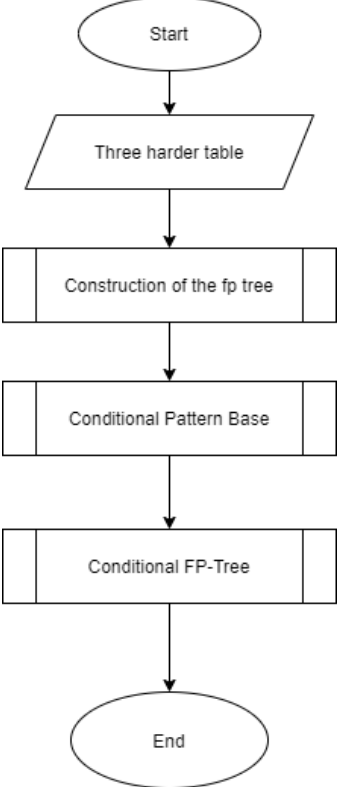 Start
Three harder table
Construction of the fp tree
Conditional Pattern Base
Conditional FP-Tree
End